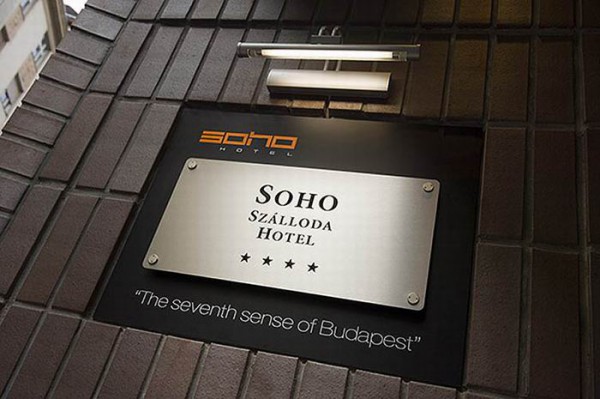 SOHO
HOTEL
SOHO
SZÁLLODA
HOTEL
★ ★ ★ ★
"The seventh sense of Budapest"